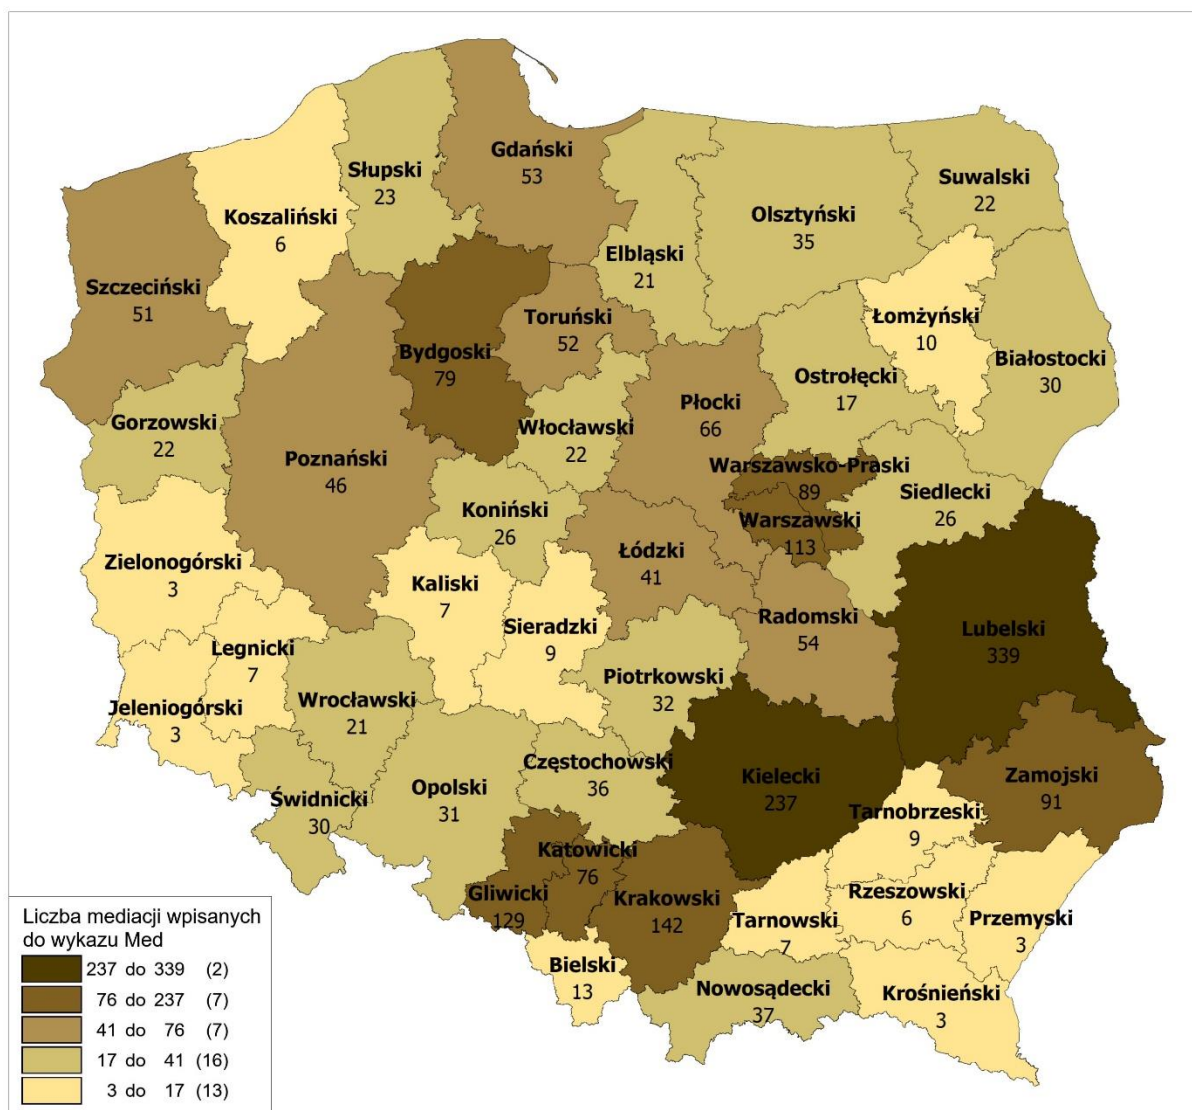 Gdański
53
Słupski
23
Suwalski
22
Koszaliński
6
Olsztyński
35
Elbląski
21
Szczeciński
51
Toruński
52
Łomżyński
10
Bydgoski
79
Białostocki
30
Ostrołęcki
17
Płocki
66
Gorzowski
22
Włocławski
22
Poznański
46
Warszawsko-Praski
89
Siedlecki
26
Koniński
26
Warszawski
113
Łódzki
41
Zielonogórski
3
Kaliski
7
Radomski
54
Sieradzki
9
Lubelski
339
Legnicki
7
Piotrkowski
32
Wrocławski
21
Jeleniogórski
3
Częstochowski
36
Kielecki
237
Zamojski
91
Opolski
31
Świdnicki
30
Tarnobrzeski
9
Katowicki
76
Gliwicki
129
Krakowski
142
Rzeszowski
6
Tarnowski
7
Przemyski
3
Bielski
13
Nowosądecki
37
Krośnieński
3
Liczba mediacji wpisanych
do wykazu Med
237 do 339 (2)
76 do 237 (7)
41 do 76 (7)
17 do 41 (16)
3 do 17 (13)